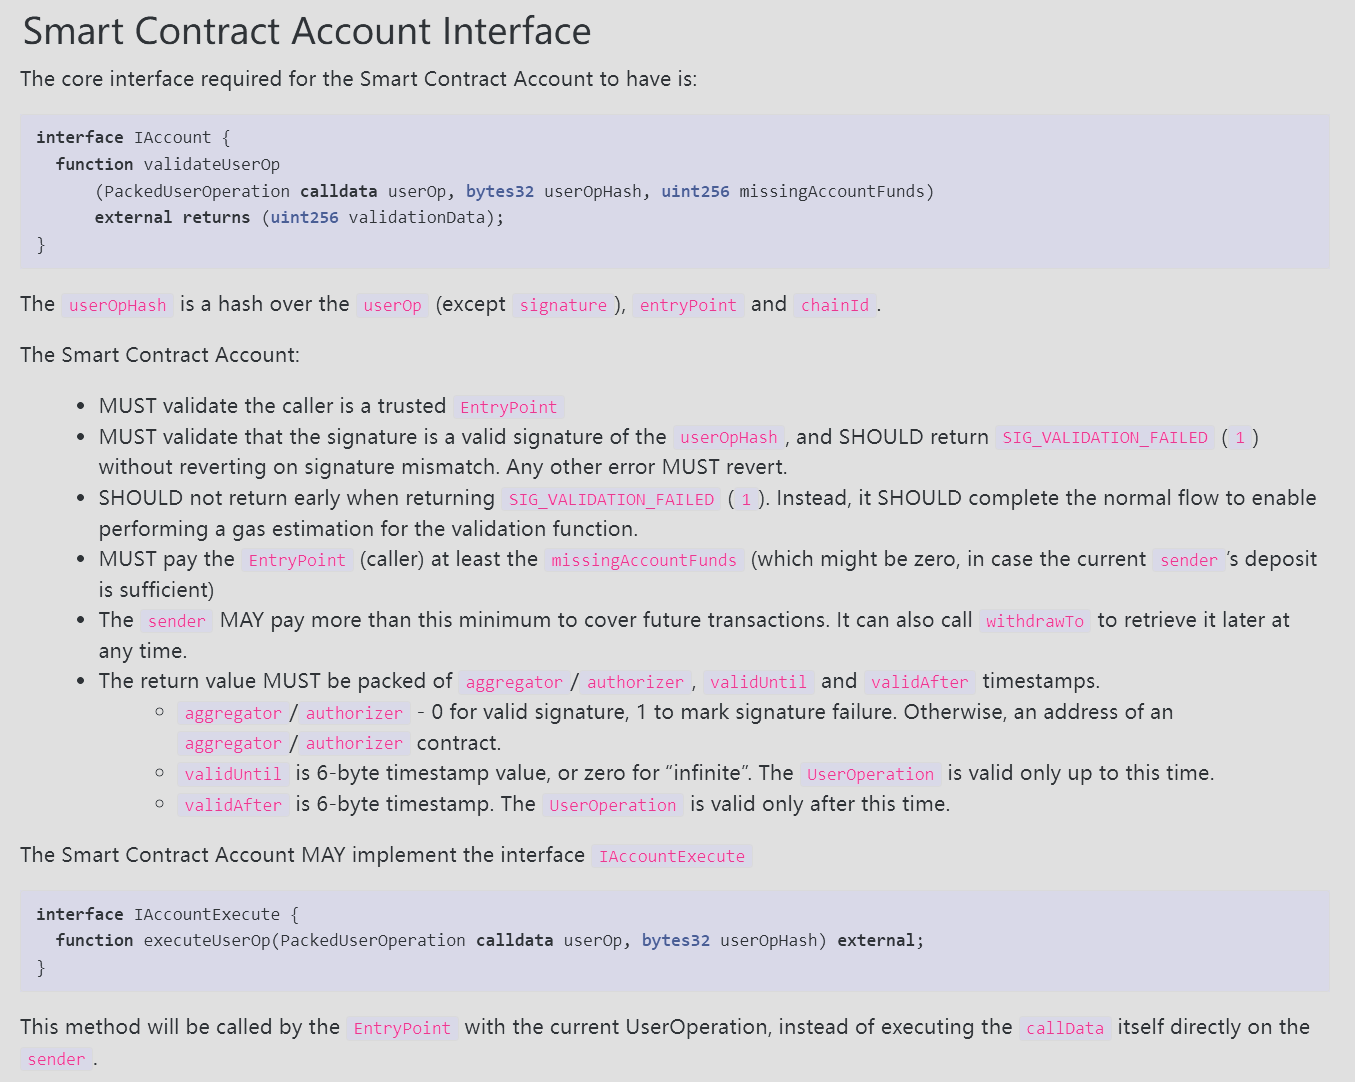 Smart Contract Account Interface
The core interface required for the Smart Contract Account to have is:
interface IAccount {
  function validateUserOp
      (PackedUserOperation calldata userOp, bytes32 userOpHash, uint256 missingAccountFunds)
      external returns (uint256 validationData);
}
The userOpHash is a hash over the userOp (except signature), entryPoint and chainId.
The Smart Contract Account:
• MUST validate the caller is a trusted EntryPoint
• MUST validate that the signature is a valid signature of the userOpHash, and SHOULD return SIG_VALIDATION_FAILED (1)
without reverting on signature mismatch. Any other error MUST revert.
• SHOULD not return early when returning SIG_VALIDATION_FAILED (1). Instead, it SHOULD complete the normal flow to enable
performing a gas estimation for the validation function.
• MUST pay the EntryPoint (caller) at least the missingAccountFunds (which might be zero, in case the current sender’s deposit
is sufficient)
• The sender MAY pay more than this minimum to cover future transactions. It can also call withdrawTo to retrieve it later at
any time.
• The return value MUST be packed of aggregator/authorizer, validUntil and validAfter timestamps.
◦ aggregator/authorizer - 0 for valid signature, 1 to mark signature failure. Otherwise, an address of an
aggregator/authorizer contract.
◦ validUntil is 6-byte timestamp value, or zero for “infinite”. The UserOperation is valid only up to this time.
◦ validAfter is 6-byte timestamp. The UserOperation is valid only after this time.
The Smart Contract Account MAY implement the interface IAccountExecute
interface IAccountExecute {
  function executeUserOp(PackedUserOperation calldata userOp, bytes32 userOpHash) external;
}
This method will be called by the EntryPoint with the current UserOperation, instead of executing the callData itself directly on the
sender.